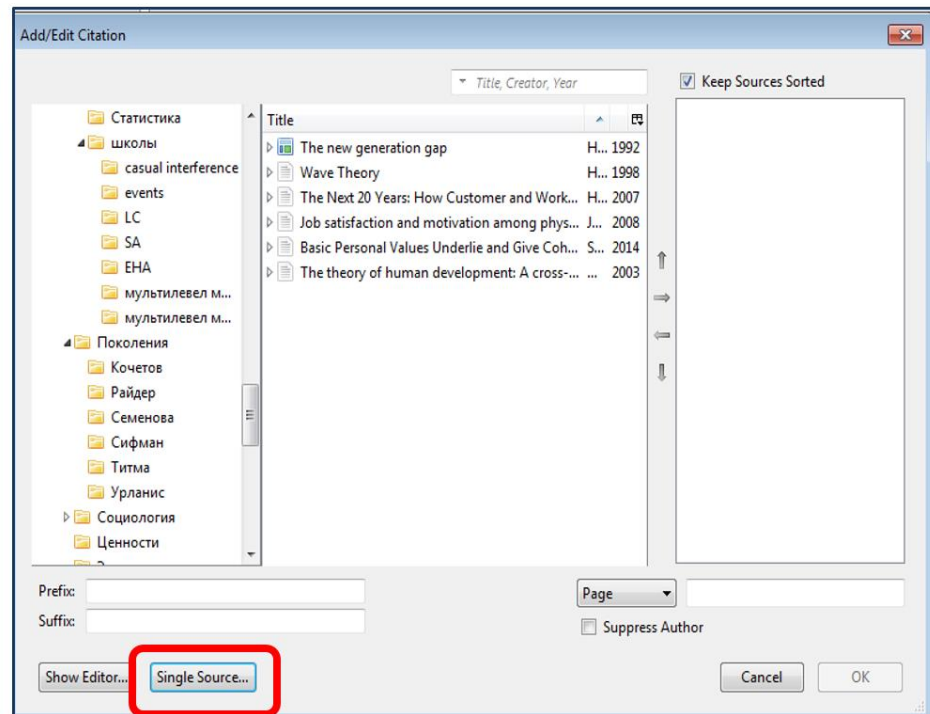 Add/Edit Citation
Title, Creator, Year
Keep Sources Sorted
Статистика
школы
casual interference
events
LC
SA
EHA
мультилевел м...
мультилевел м...
Поколения
Кочетов
Райдер
Семенова
Сифман
Титма
Урланис
Социология
Ценности
Title
The new generation gap H... 1992
Wave Theory H... 1998
The Next 20 Years: How Customer and Work... H... 2007
Job satisfaction and motivation among phys... J... 2008
Basic Personal Values Underlie and Give Coh... S... 2014
The theory of human development: A cross-... ... 2003
Prefix:
Suffix:
Page
Suppress Author
Show Editor...
Single Source...
Cancel
OK